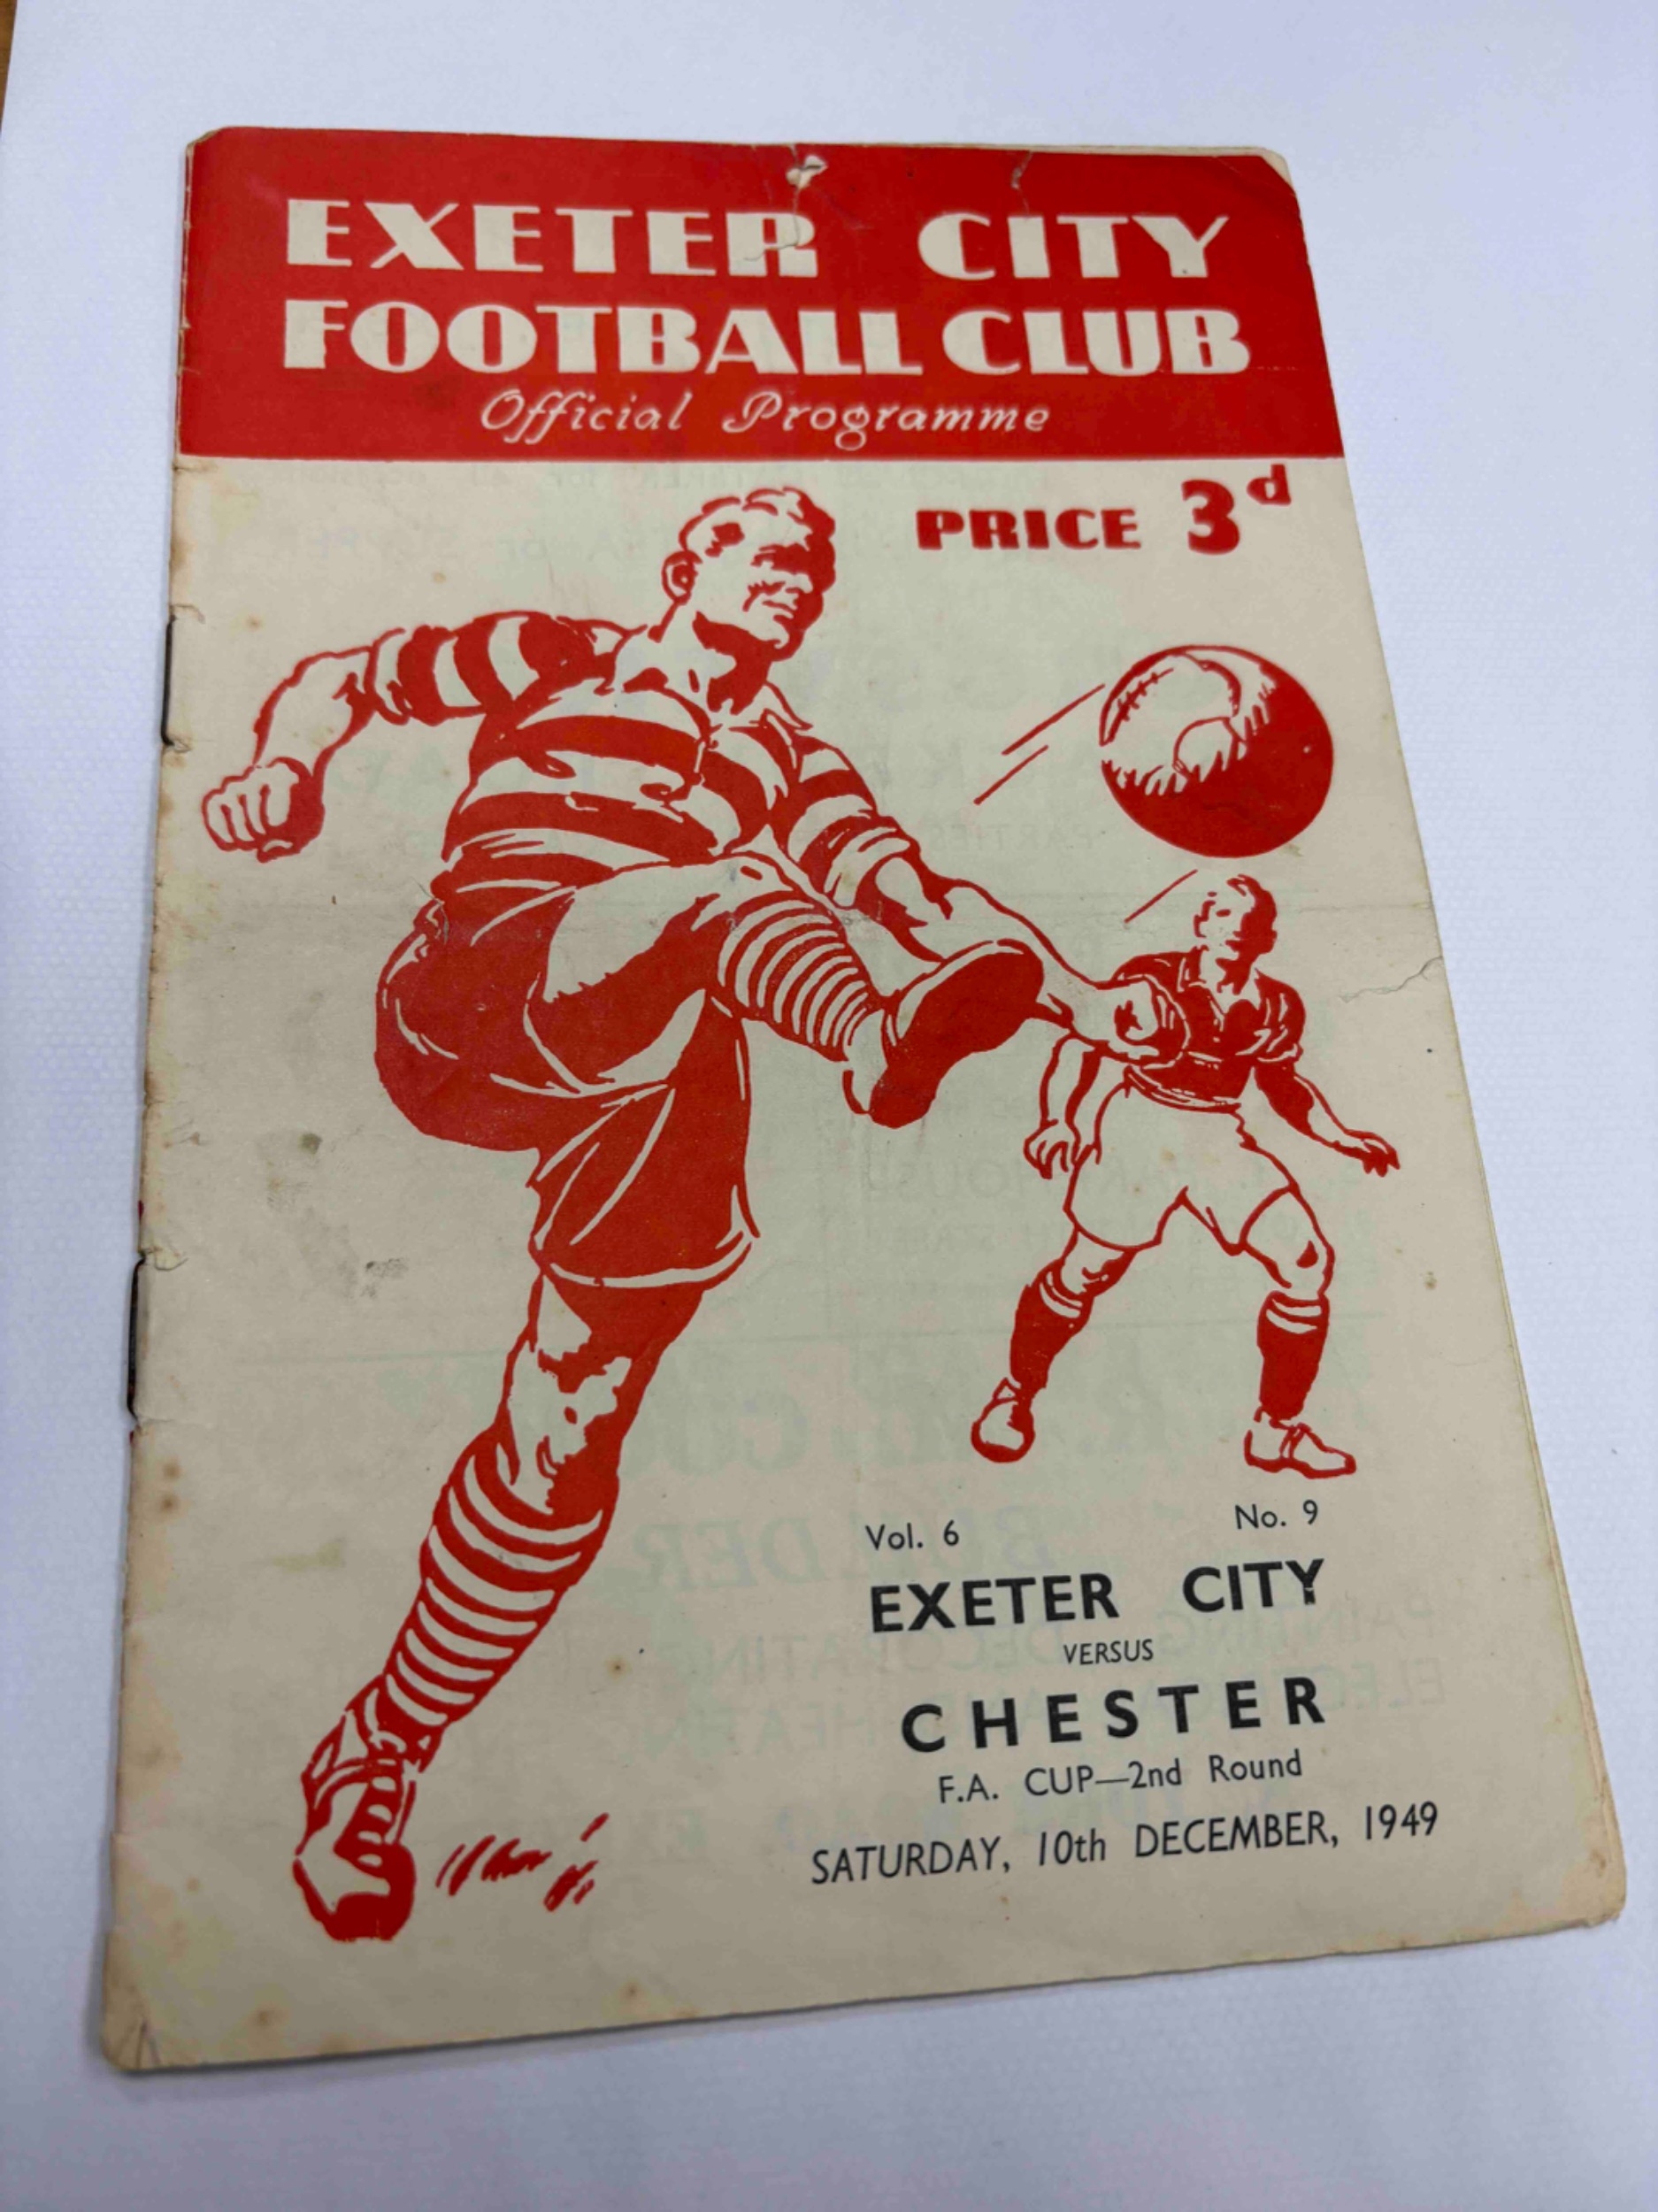 EXETER CITY
FOOTBALL CLUB
Official Programme
PRICE 3d
Vol. 6 No. 9
EXETER CITY
VERSUS
CHESTER
F.A. CUP—2nd Round
SATURDAY, 10th DECEMBER, 1949